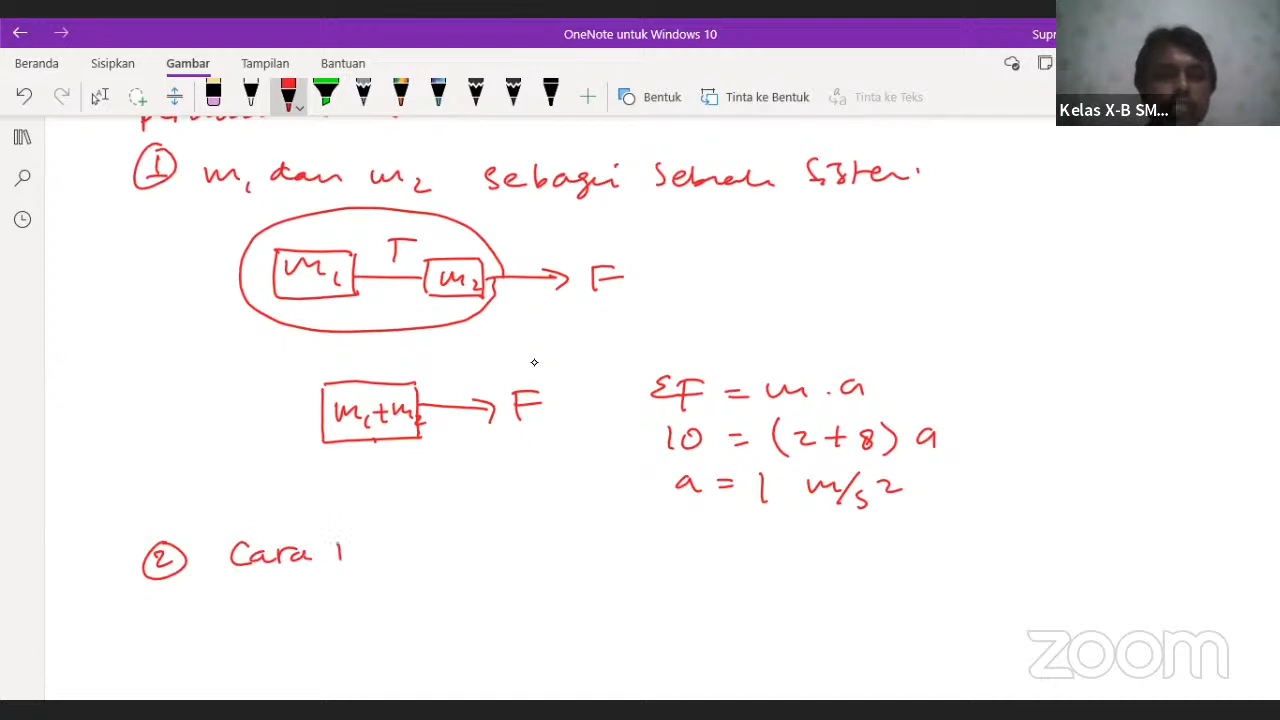 OneNote untuk Windows 10
Supr
Beranda Sisipkan Gambar Tampilan Bantuan
Bentuk Tinta ke Bentuk Tinta ke Teks
Kelas X-B SM...
① m₁ dan m₂ sebagai sebuah sistem.
m₁ T m₂ F
m₁+m₂ F
ΣF = m . a
10 = (2+8) a
a = 1 m/s2
② Cara 1
zoom